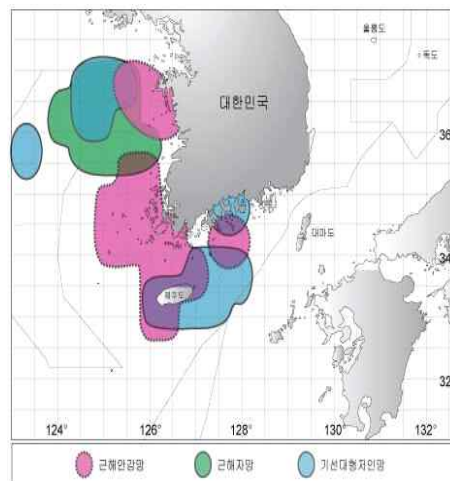 울릉도
독도
대한민국
36
대마도
34
제주도
32
124° 126° 128° 130° 132°
근해안강망 근해자망 기선대형저인망